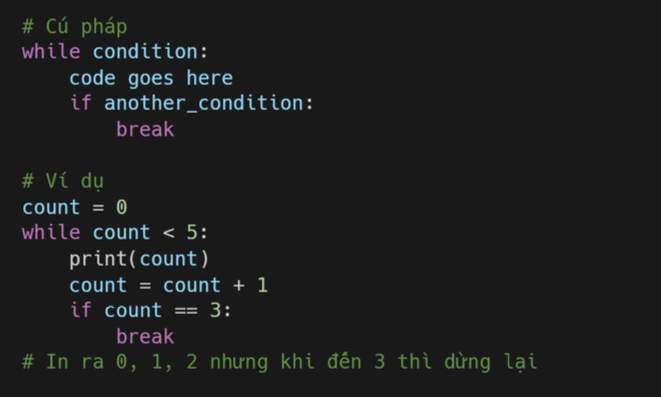 # Cú pháp
while condition:
    code goes here
    if another_condition:
        break
# Ví dụ
count = 0
while count < 5:
    print(count)
    count = count + 1
    if count == 3:
        break
# In ra 0, 1, 2 nhưng khi đến 3 thì dừng lại